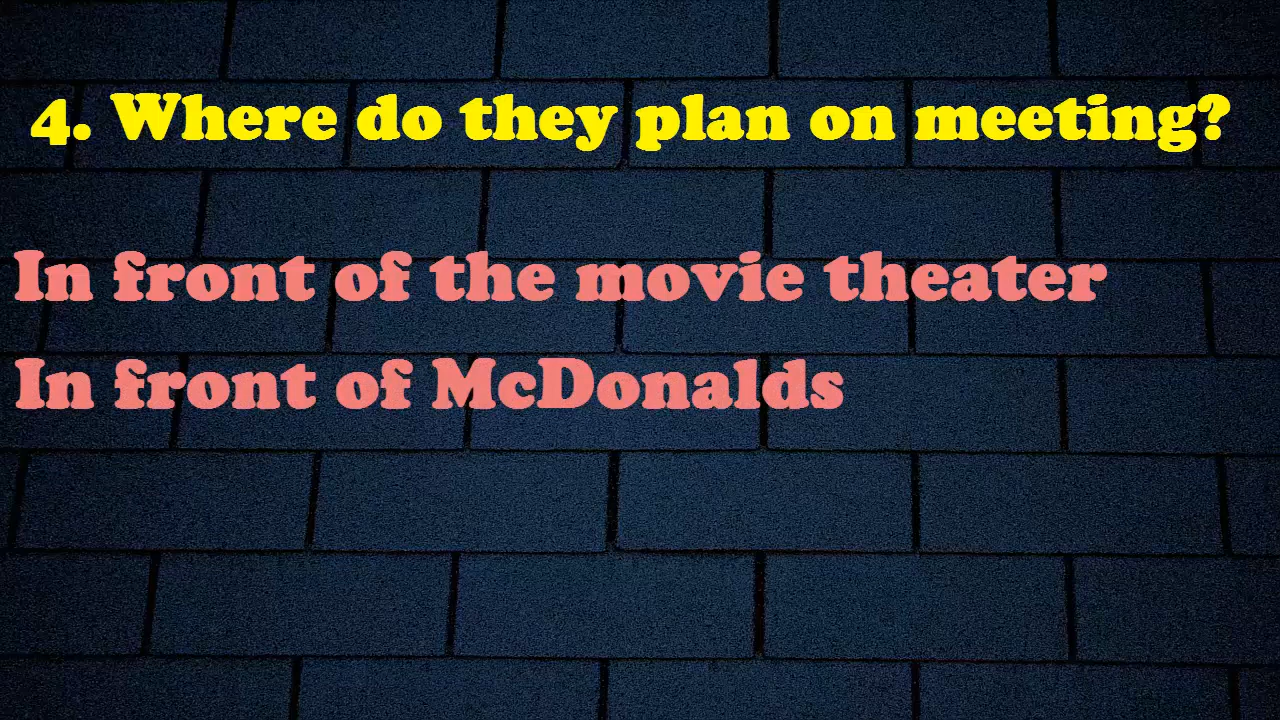 4. Where do they plan on meeting?
In front of the movie theater
In front of McDonalds